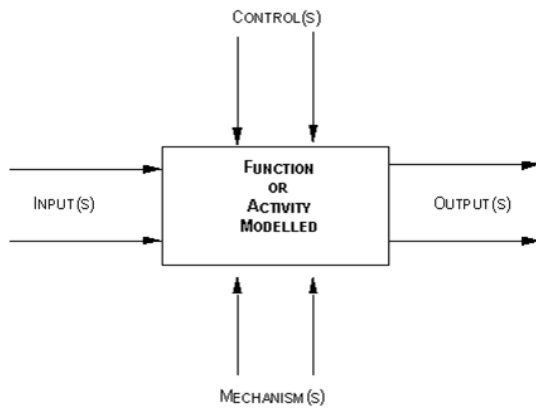 CONTROL(S)
FUNCTION
OR
ACTIVITY
MODELLED
INPUT(S)
OUTPUT(S)
MECHANISM(S)